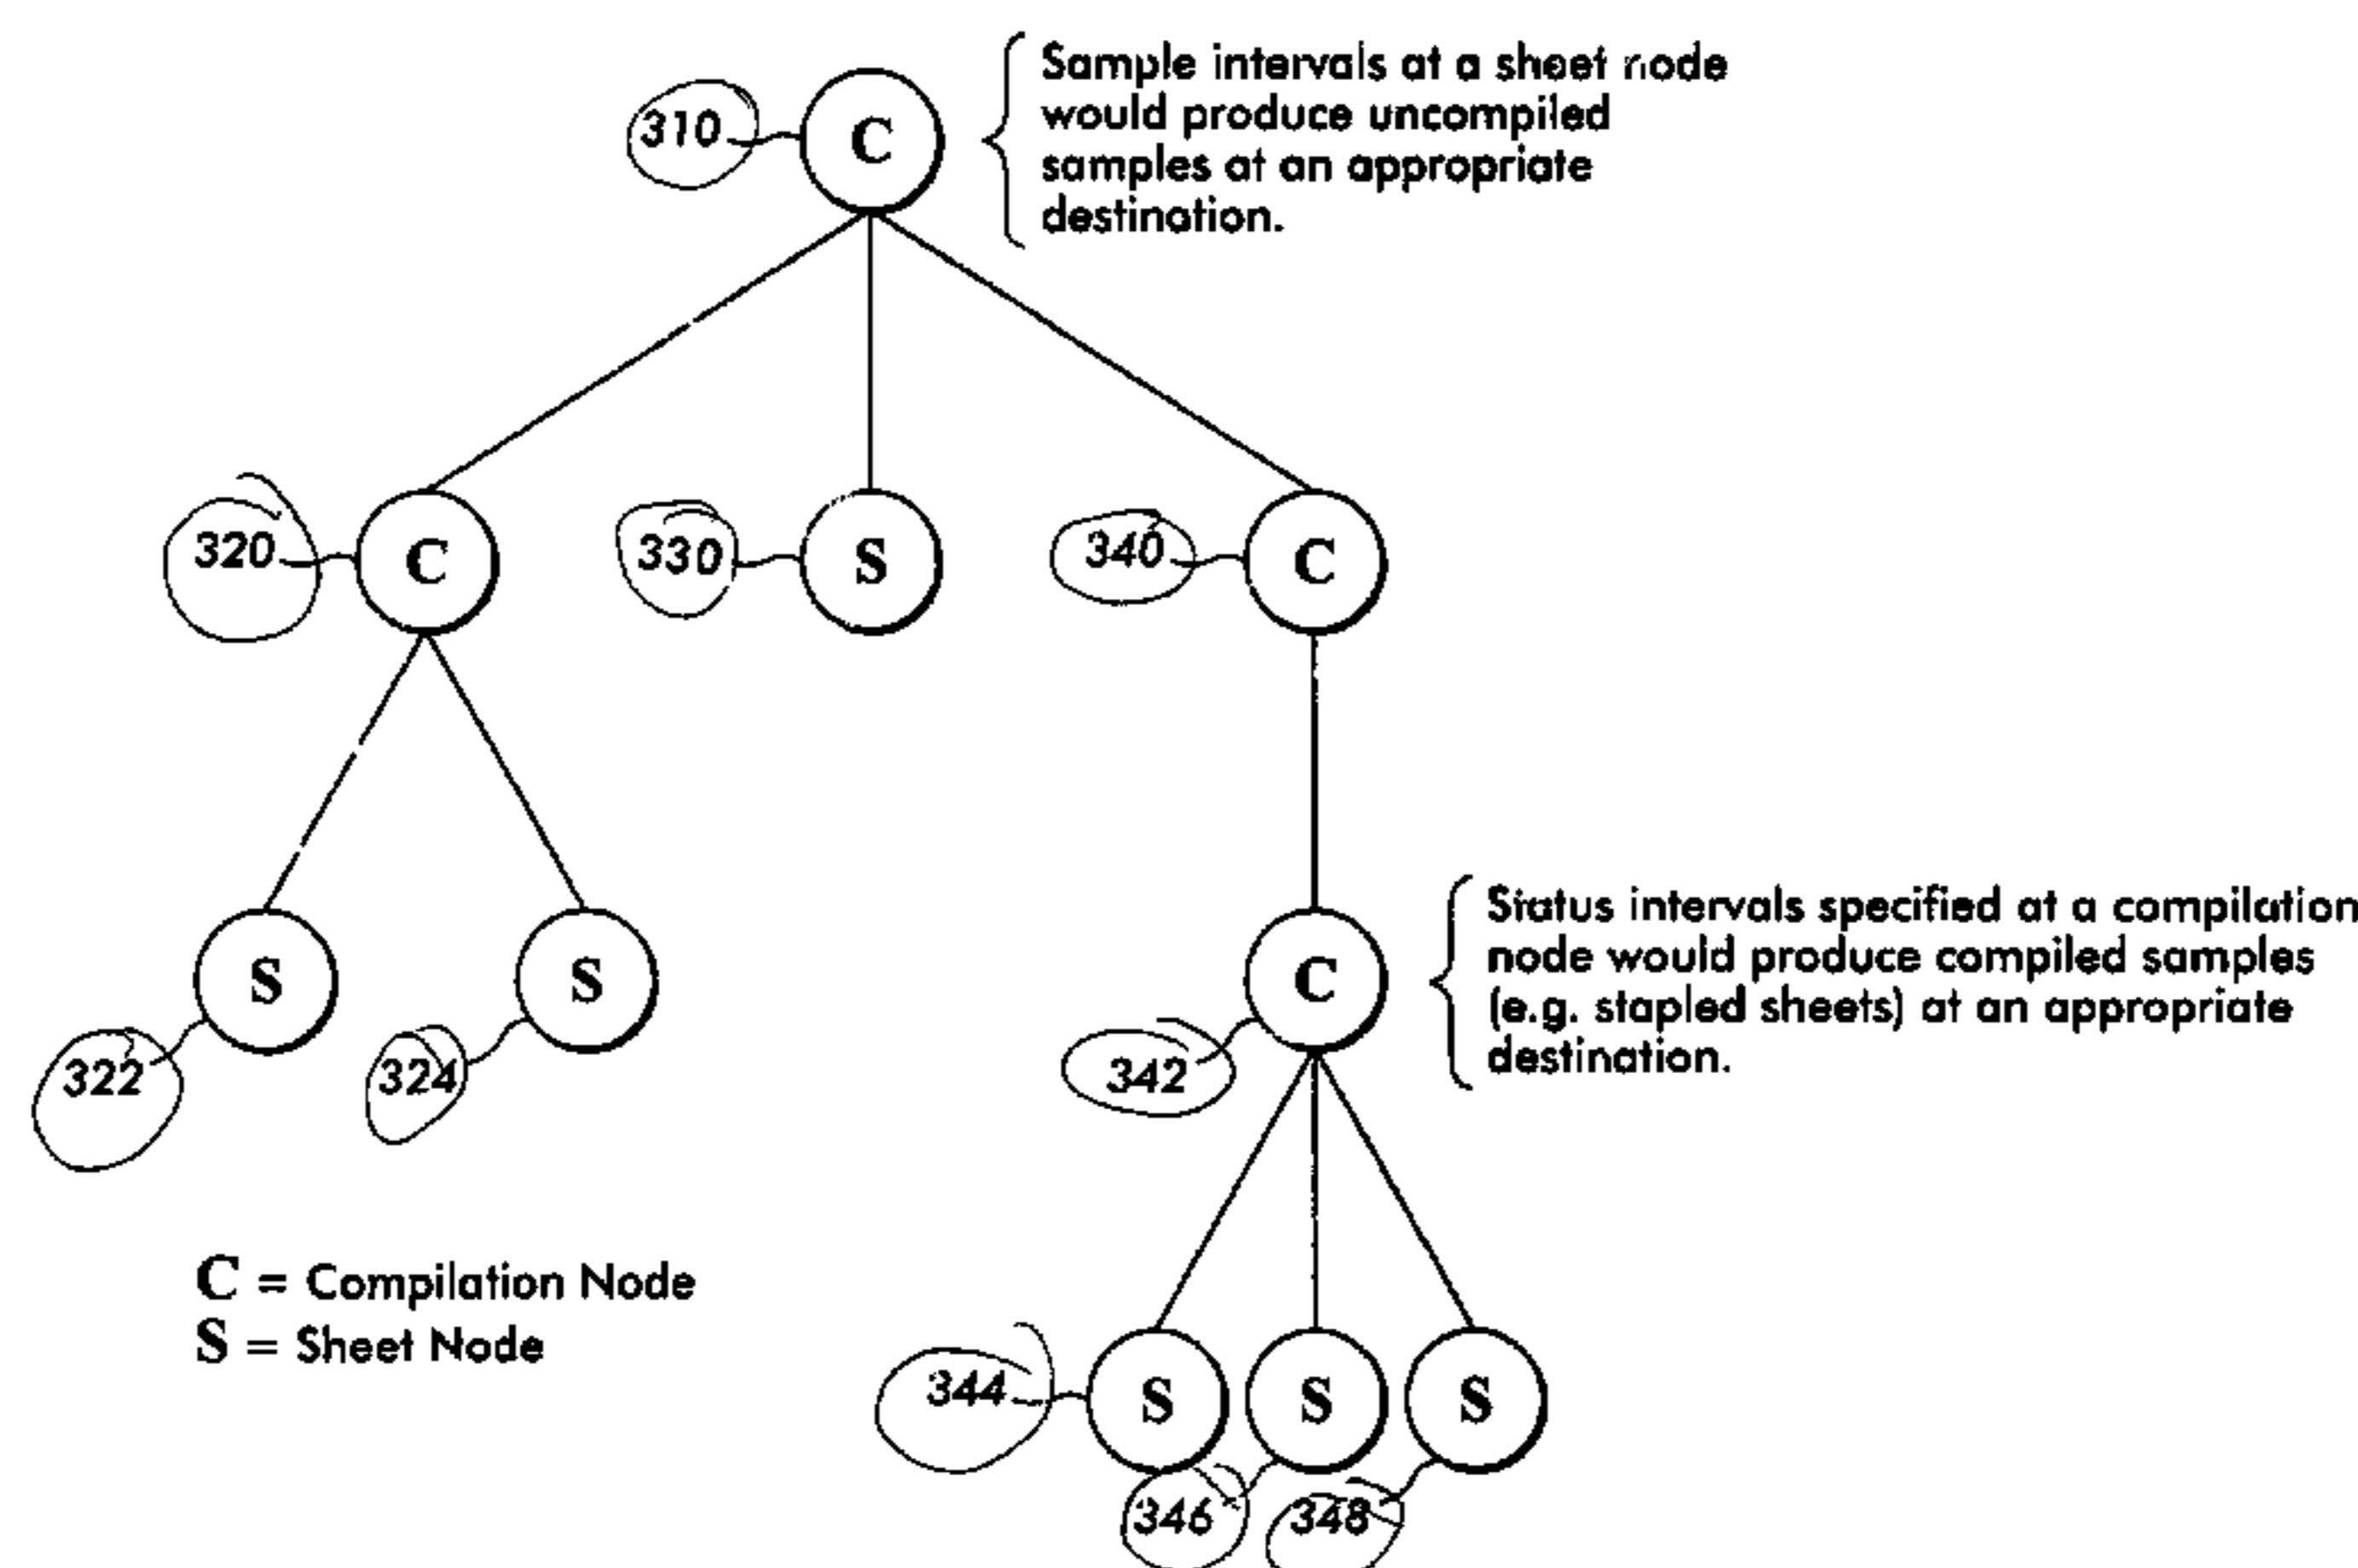 310
C
Sample intervals at a sheet node
would produce uncompiled
samples at an appropriate
destination.
320
C
330
S
340
C
S
S
322
324
C
342
Status intervals specified at a compilation
node would produce compiled samples
(e.g. stapled sheets) at an appropriate
destination.
C = Compilation Node
S = Sheet Node
344
S
S
S
346
348